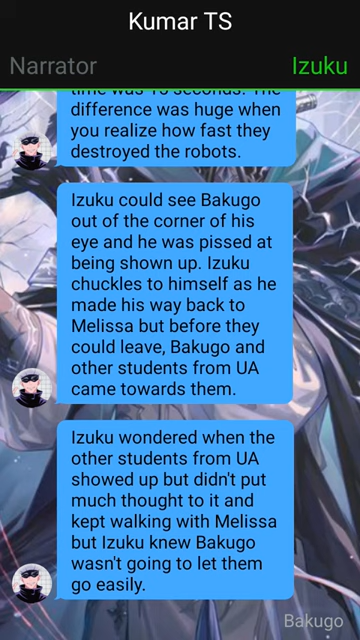 Kumar TS
Narrator
Izuku
time was 15 seconds. The
difference was huge when
you realize how fast they
destroyed the robots.
Izuku could see Bakugo
out of the corner of his
eye and he was pissed at
being shown up. Izuku
chuckles to himself as he
made his way back to
Melissa but before they
could leave, Bakugo and
other students from UA
came towards them.
Izuku wondered when the
other students from UA
showed up but didn't put
much thought to it and
kept walking with Melissa
but Izuku knew Bakugo
wasn't going to let them
go easily.
Bakugo